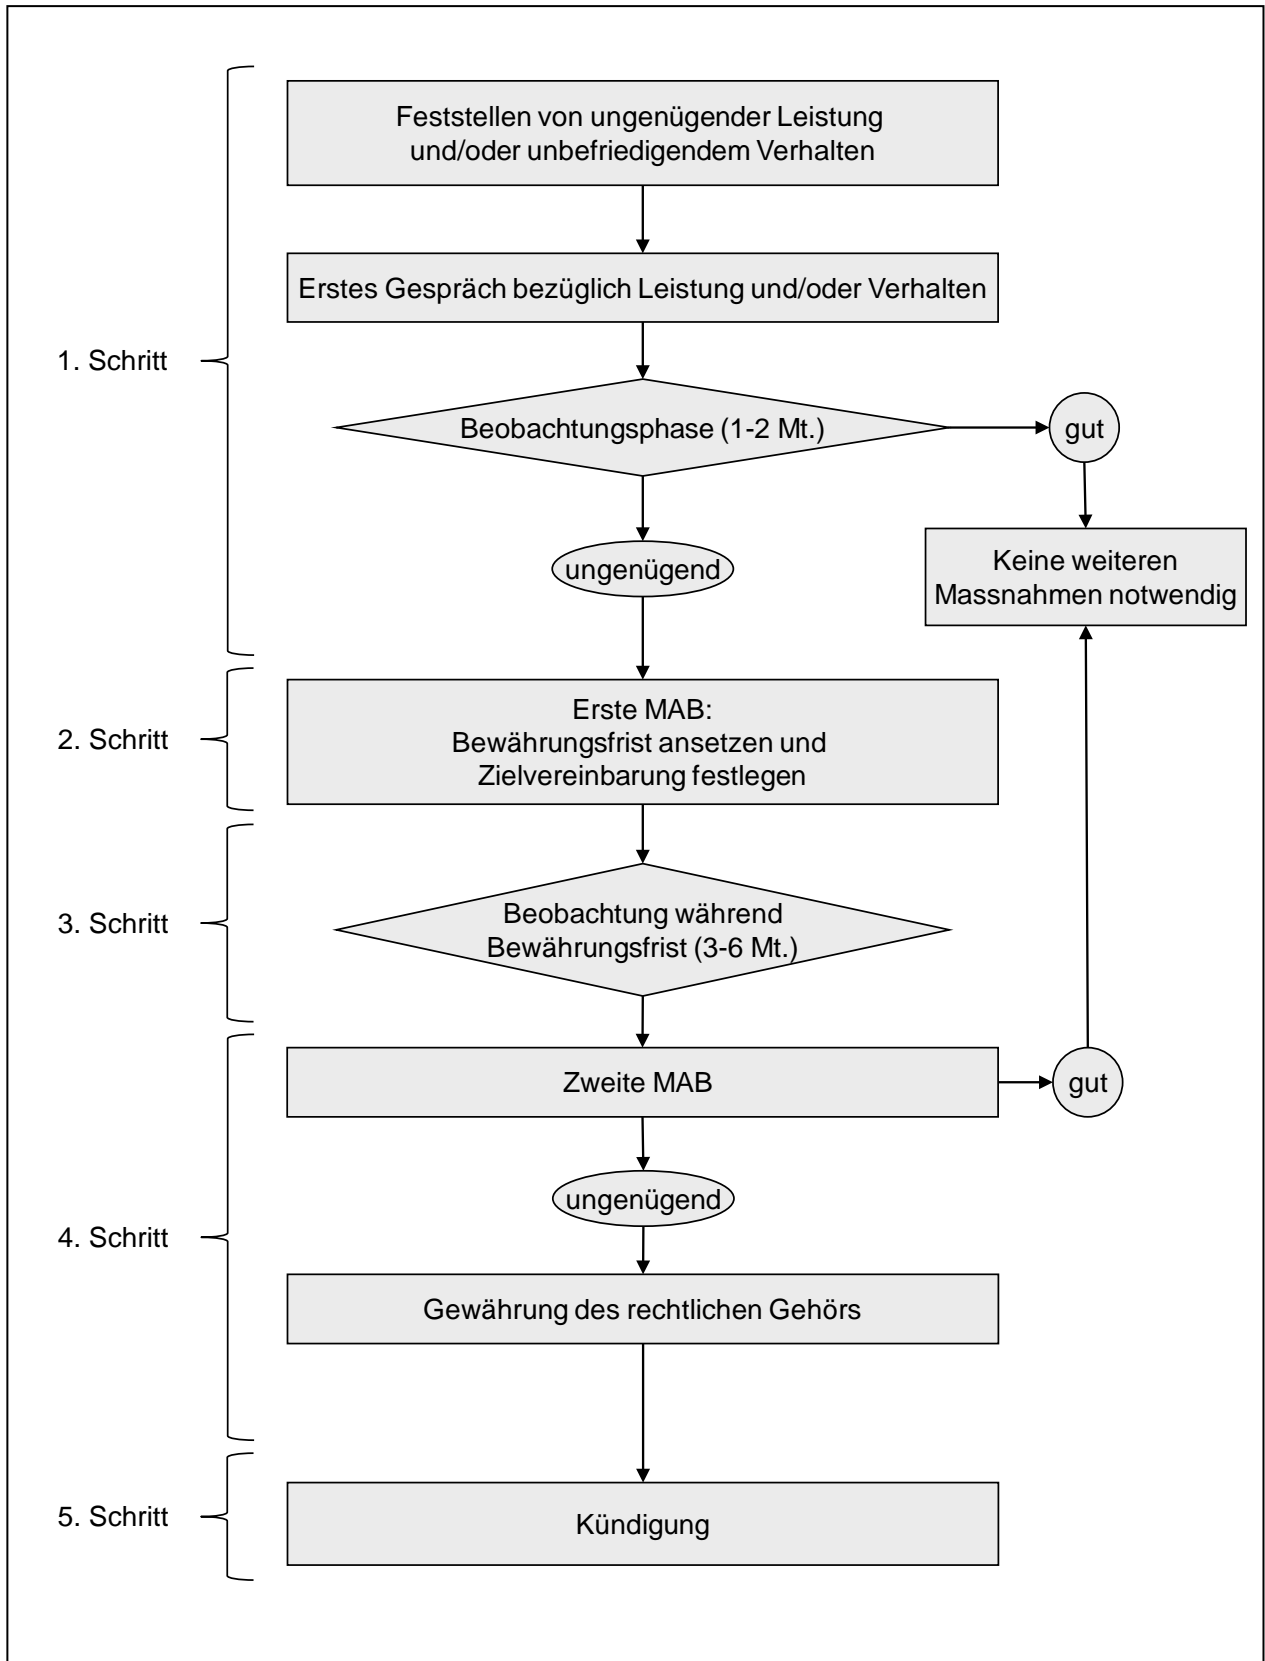 Feststellen von ungenügender Leistung
und/oder unbefriedigendem Verhalten
Erstes Gespräch bezüglich Leistung und/oder Verhalten
1. Schritt
Beobachtungsphase (1-2 Mt.)
gut
ungenügend
Keine weiteren
Massnahmen notwendig
2. Schritt
Erste MAB:
Bewährungsfrist ansetzen und
Zielvereinbarung festlegen
3. Schritt
Beobachtung während
Bewährungsfrist (3-6 Mt.)
Zweite MAB
gut
ungenügend
4. Schritt
Gewährung des rechtlichen Gehörs
5. Schritt
Kündigung